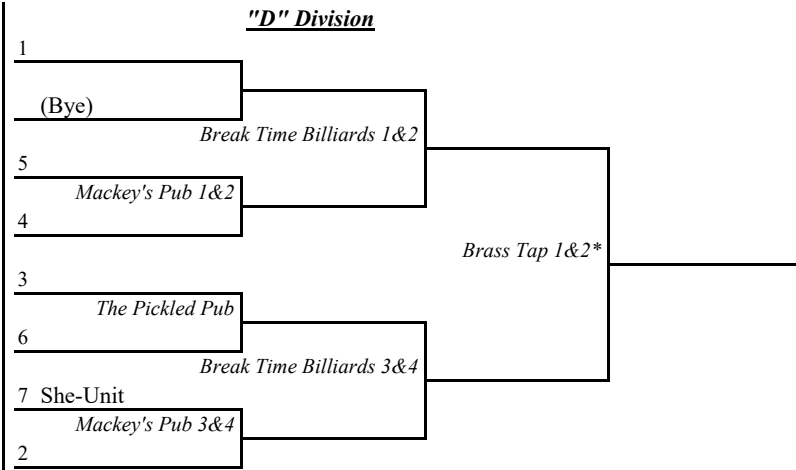 "D" Division
1
(Bye)
Break Time Billiards 1&2
5
Mackey's Pub 1&2
4
Brass Tap 1&2*
3
The Pickled Pub
6
Break Time Billiards 3&4
7 She-Unit
Mackey's Pub 3&4
2